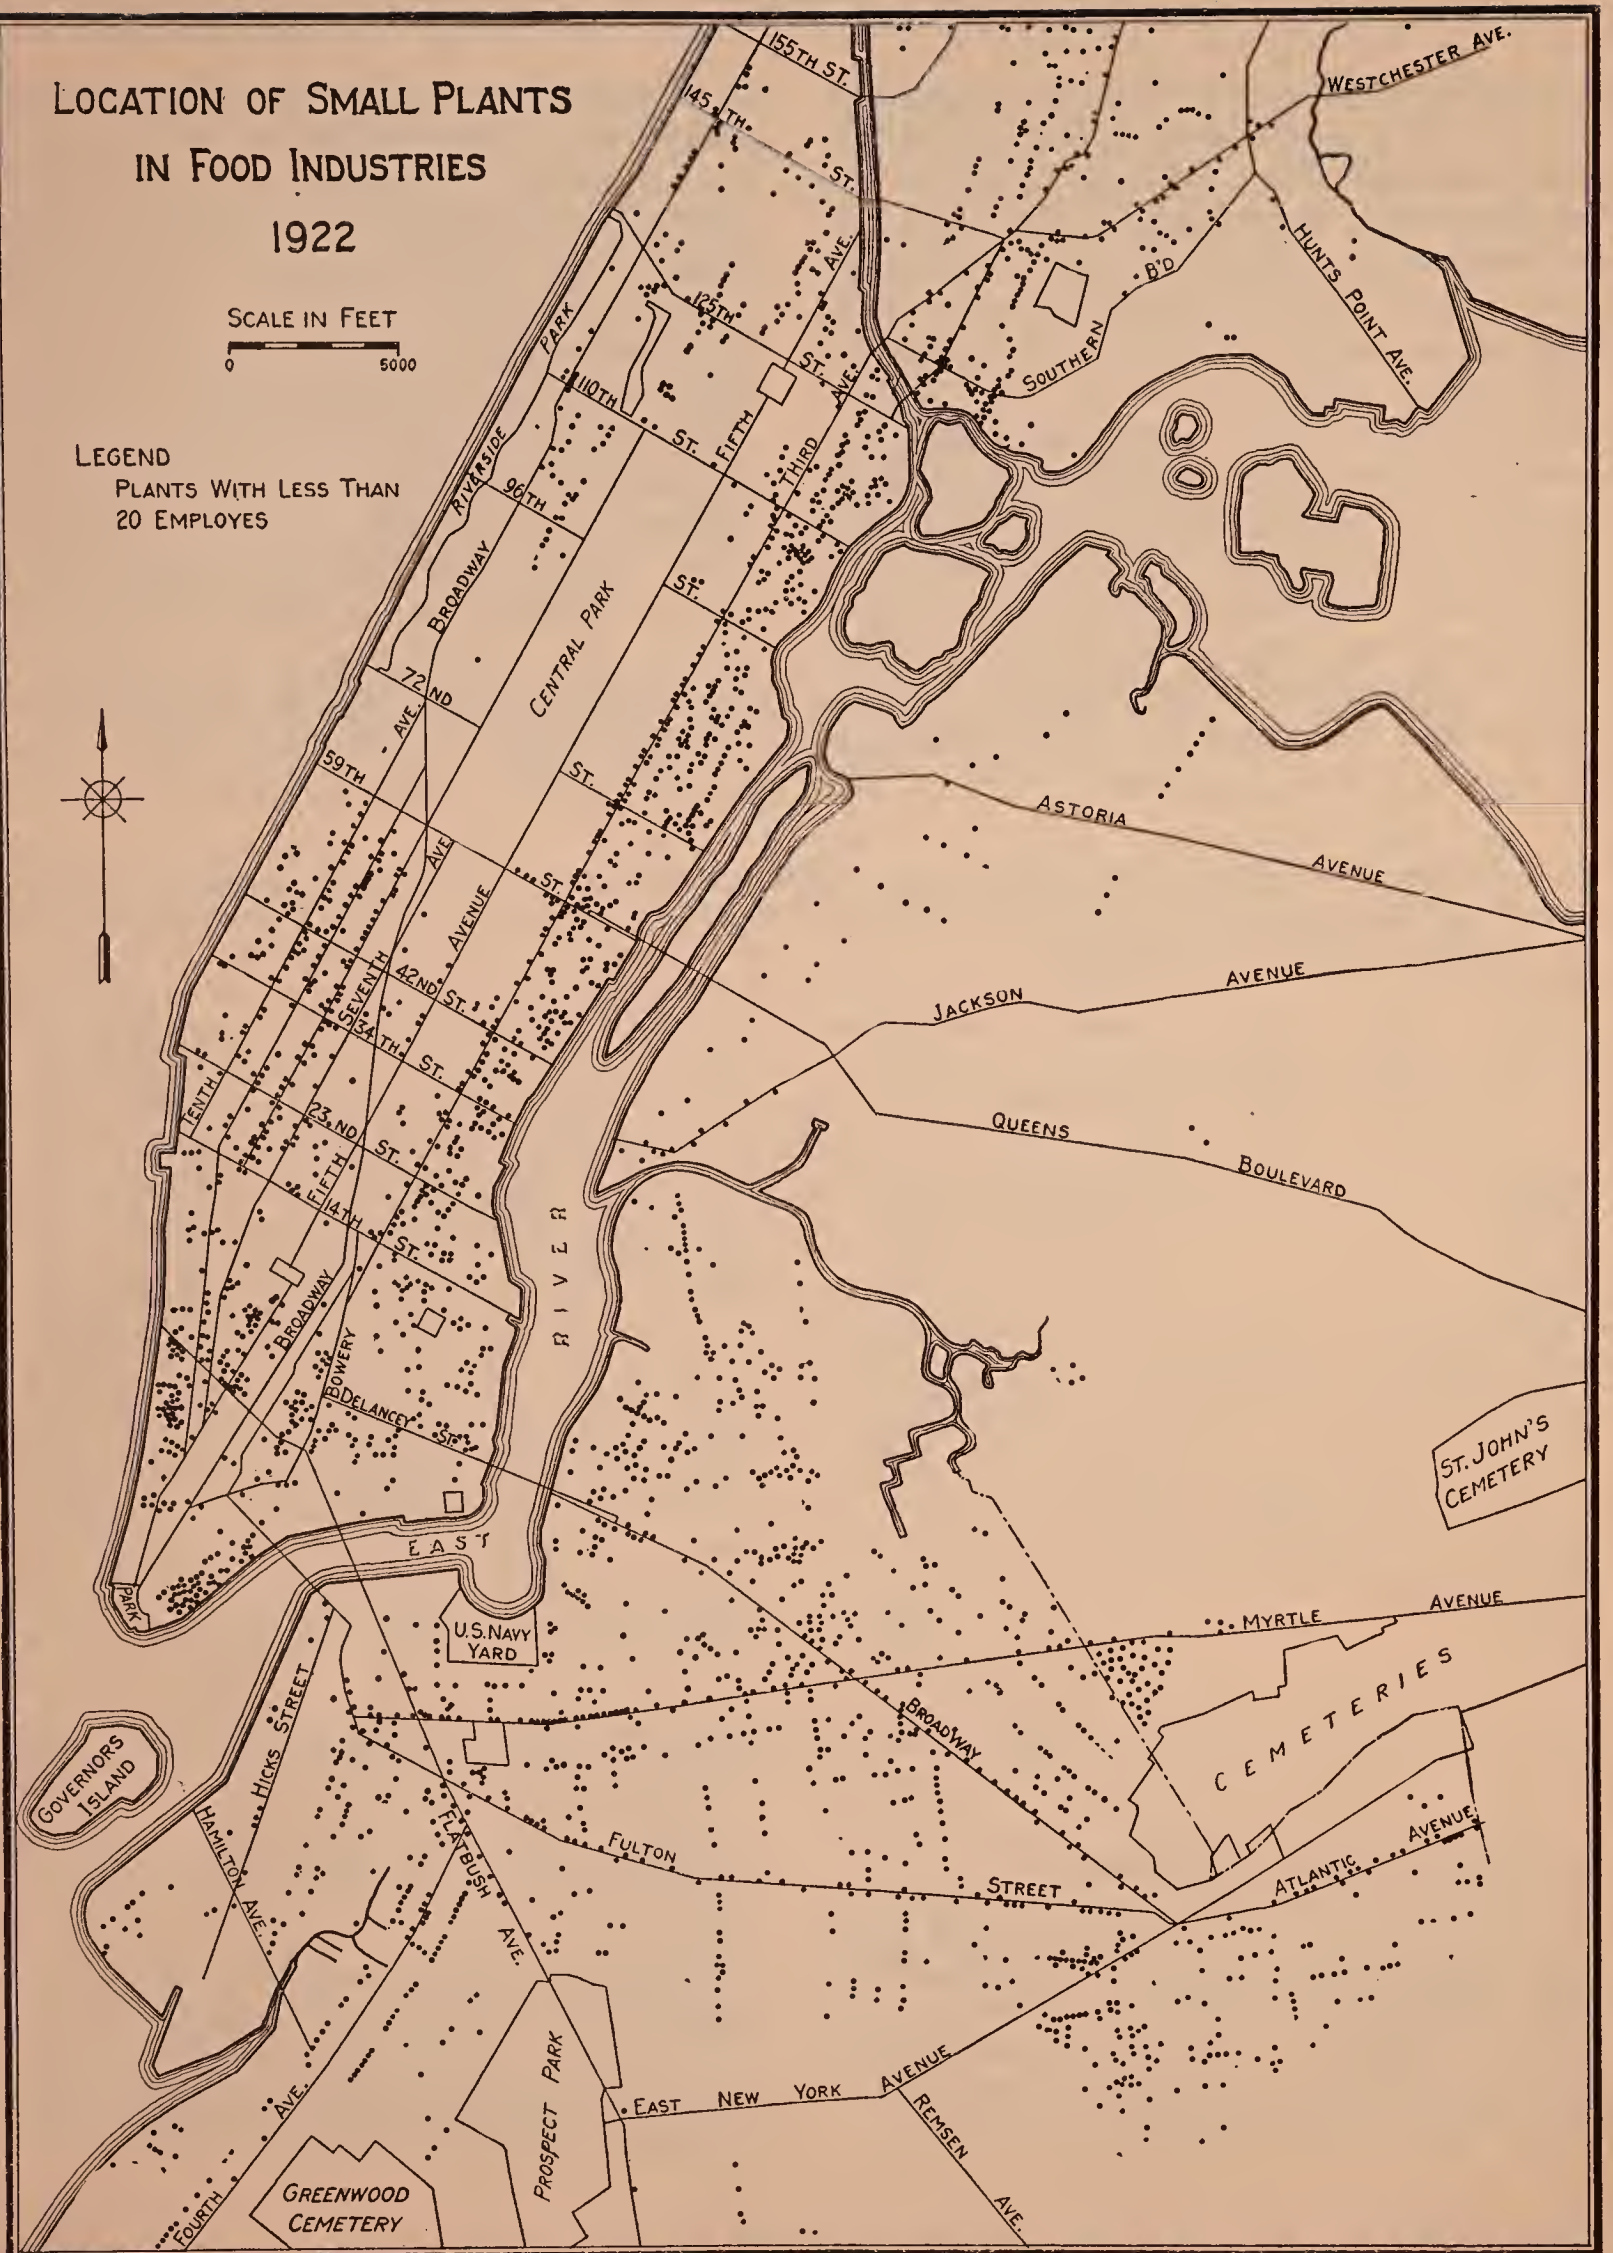 LOCATION OF SMALL PLANTS
IN FOOD INDUSTRIES
1922
SCALE IN FEET
0 5000
LEGEND
PLANTS WITH LESS THAN
20 EMPLOYES
155TH ST.
145TH. ST.
WESTCHESTER AVE.
HUNTS POINT AVE.
SOUTHERN B'D
AVE.
125TH ST.
AVE.
RIVERSIDE PARK
110TH ST.
FIFTH
THIRD
96TH
ST.
BROADWAY
CENTRAL PARK
72ND
ST.
AVE.
59TH
ST.
AVE.
AVENUE
ASTORIA AVENUE
JACKSON AVENUE
SEVENTH
42ND ST.
34TH. ST.
TENTH
23.ND ST.
QUEENS BOULEVARD
FIFTH
14TH ST.
BROADWAY
BOWERY
DELANCEY ST.
EAST RIVER
ST. JOHN'S
CEMETERY
PARK
U.S. NAVY
YARD
MYRTLE AVENUE
CEMETERIES
BROADWAY
HICKS STREET
GOVERNORS
ISLAND
HAMILTON AVE.
FLATBUSH AVE.
FULTON STREET
ATLANTIC AVENUE
PROSPECT PARK
EAST NEW YORK AVENUE
REMSEN AVE.
FOURTH AVE.
GREENWOOD
CEMETERY